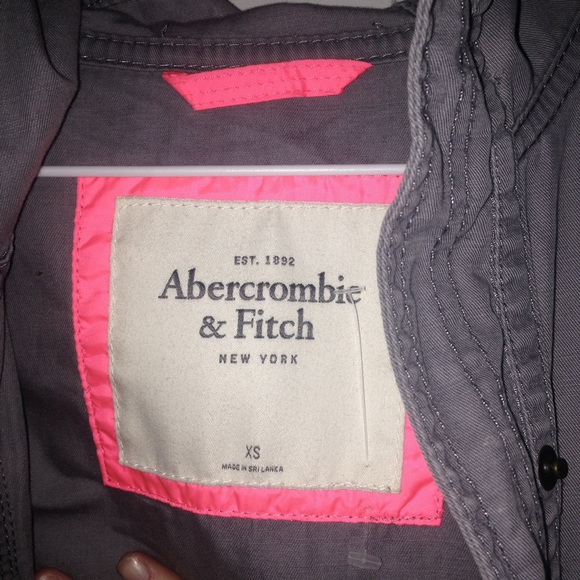 EST. 1892
Abercrombie
& Fitch
NEW YORK
XS
MADE IN SRI LANKA